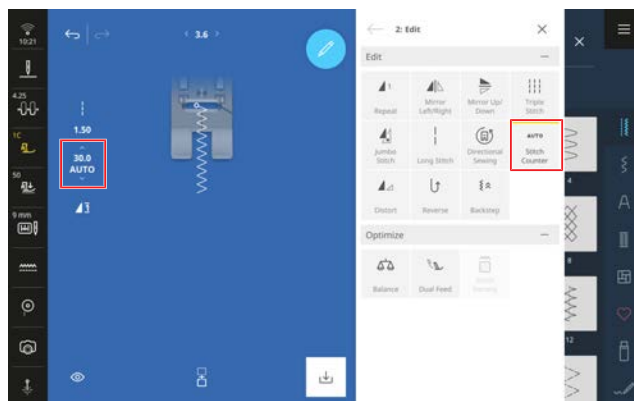 10:21
4.25
1C
50
9 mm
3.6
1.50
30.0
AUTO
2: Edit
Edit
1
Repeat
Mirror
Left/Right
Mirror Up/
Down
Triple
Stitch
Jumbo
Stitch
Long Stitch
Directional
Sewing
AUTO
Stitch
Counter
Distort
Reverse
Backstep
Optimize
Balance
Dual Feed
4
8
12
A